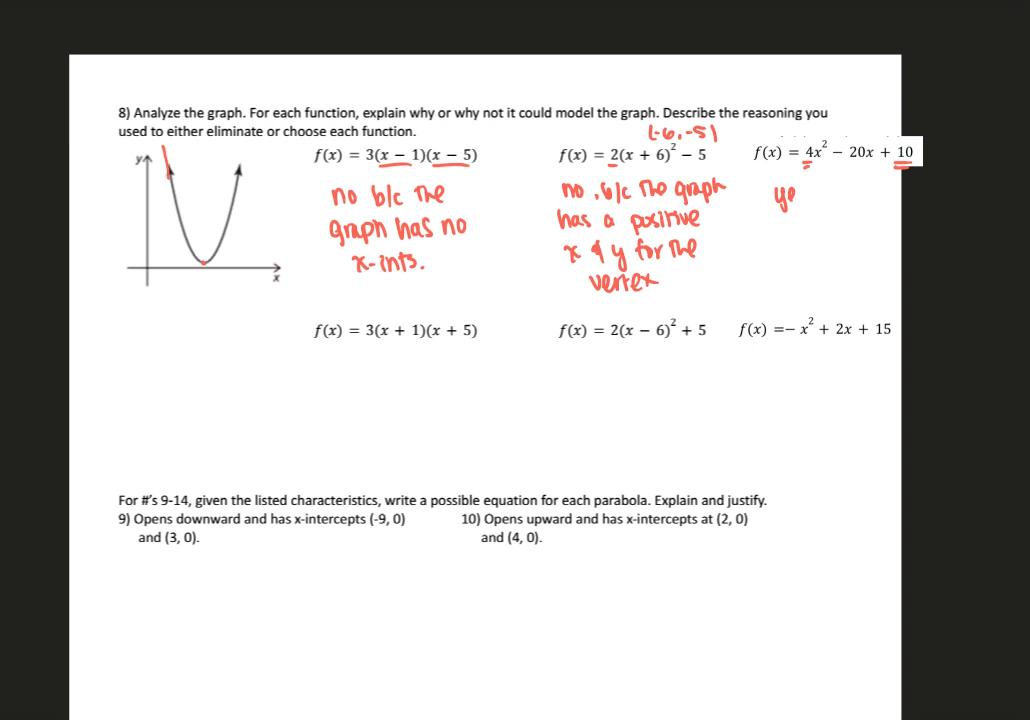 8) Analyze the graph. For each function, explain why or why not it could model the graph. Describe the reasoning you
used to either eliminate or choose each function.
(-6,-5)
y
f(x) = 3(x − 1)(x − 5)
f(x) = 2(x + 6)² − 5
f(x) = 4x² − 20x + 10
no b/c the
graph has no
x-ints.
no, b/c the graph
has a positive
x & y for the
vertex
ye
x
f(x) = 3(x + 1)(x + 5)
f(x) = 2(x − 6)² + 5
f(x) =− x² + 2x + 15
For #'s 9-14, given the listed characteristics, write a possible equation for each parabola. Explain and justify.
9) Opens downward and has x-intercepts (-9, 0)
and (3, 0).
10) Opens upward and has x-intercepts at (2, 0)
and (4, 0).